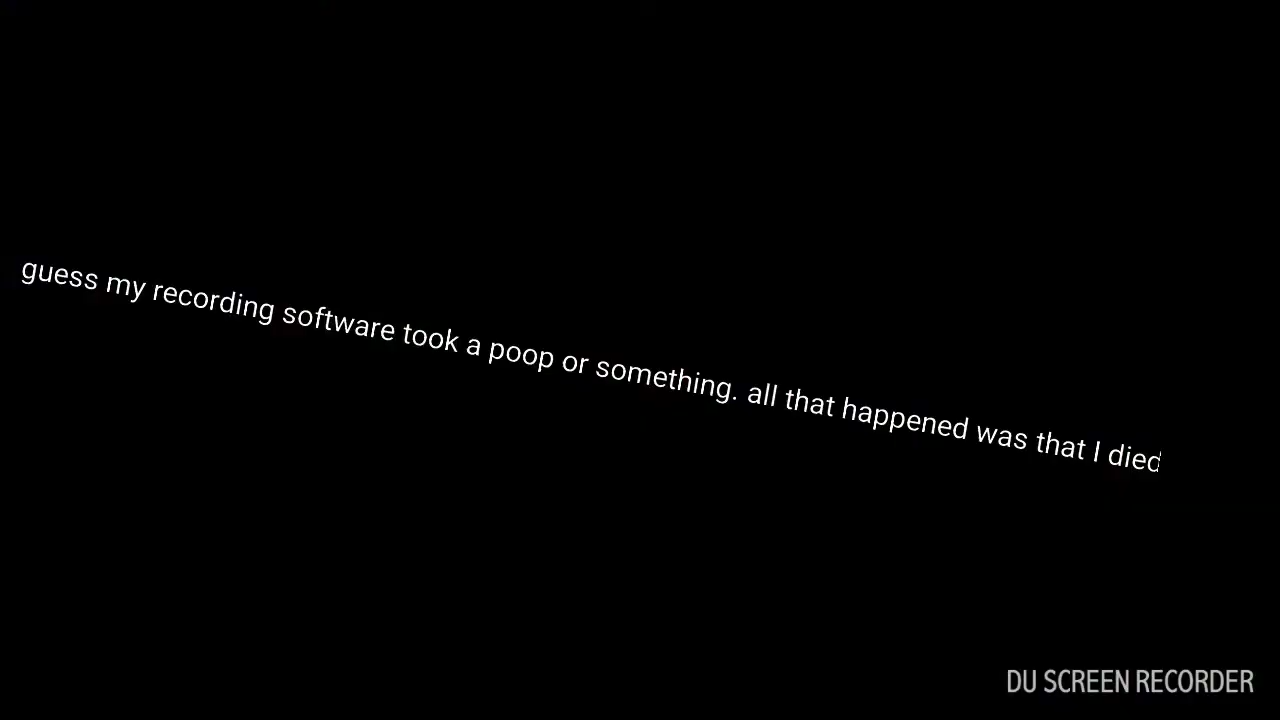 guess my recording software took a poop or something. all that happened was that I died
DU SCREEN RECORDER